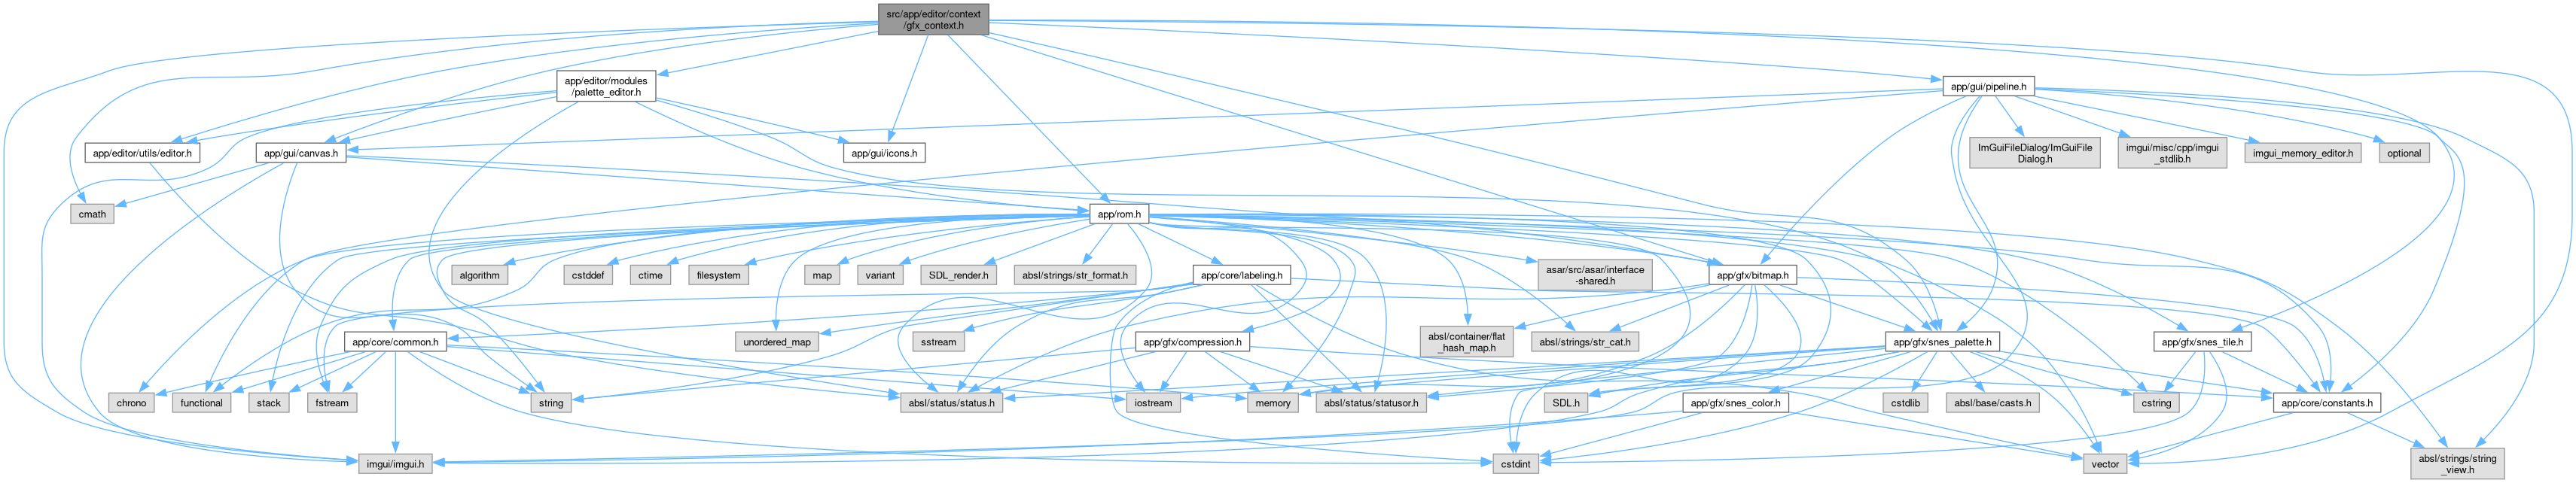 src/app/editor/context
/gfx_context.h
app/editor/modules
/palette_editor.h
app/gui/pipeline.h
app/editor/utils/editor.h
app/gui/canvas.h
app/gui/icons.h
ImGuiFileDialog/ImGuiFile
Dialog.h
imgui/misc/cpp/imgui
_stdlib.h
imgui_memory_editor.h
optional
cmath
app/rom.h
algorithm
cstddef
ctime
filesystem
map
variant
SDL_render.h
absl/strings/str_format.h
app/core/labeling.h
asar/src/asar/interface
-shared.h
app/gfx/bitmap.h
app/core/common.h
unordered_map
sstream
app/gfx/compression.h
absl/container/flat
_hash_map.h
absl/strings/str_cat.h
app/gfx/snes_palette.h
app/gfx/snes_tile.h
chrono
functional
stack
fstream
string
absl/status/status.h
iostream
memory
absl/status/statusor.h
SDL.h
app/gfx/snes_color.h
cstdlib
absl/base/casts.h
cstring
app/core/constants.h
imgui/imgui.h
cstdint
vector
absl/strings/string
_view.h